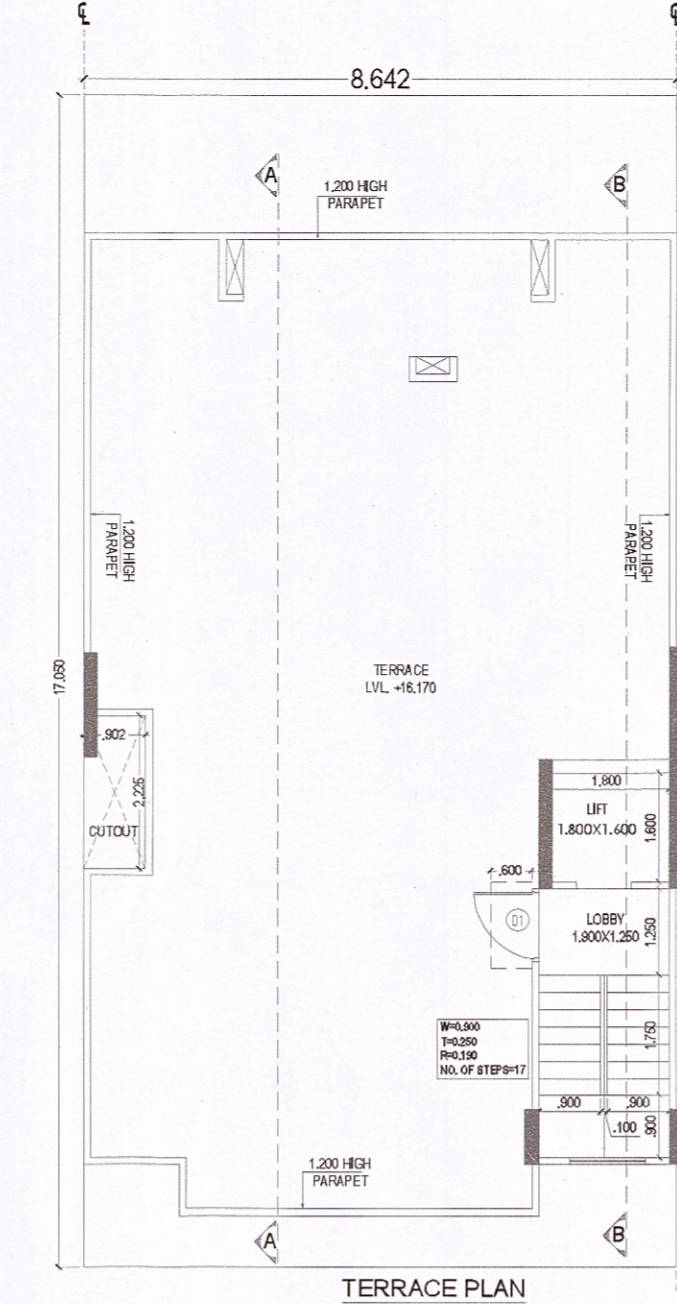 ℄
℄
8.642
A
B
1.200 HIGH
PARAPET
1.200 HIGH
PARAPET
1.200 HIGH
PARAPET
17.050
TERRACE
LVL. +16.170
.902
2.225
CUTOUT
1.800
LIFT
1.800X1.600
1.600
.600
D1
LOBBY
1.900X1.250
1.250
W=0.900
T=0.250
R=0.190
NO. OF STEPS=17
1.750
.900
.900
.100
.900
1.200 HIGH
PARAPET
A
B
TERRACE PLAN